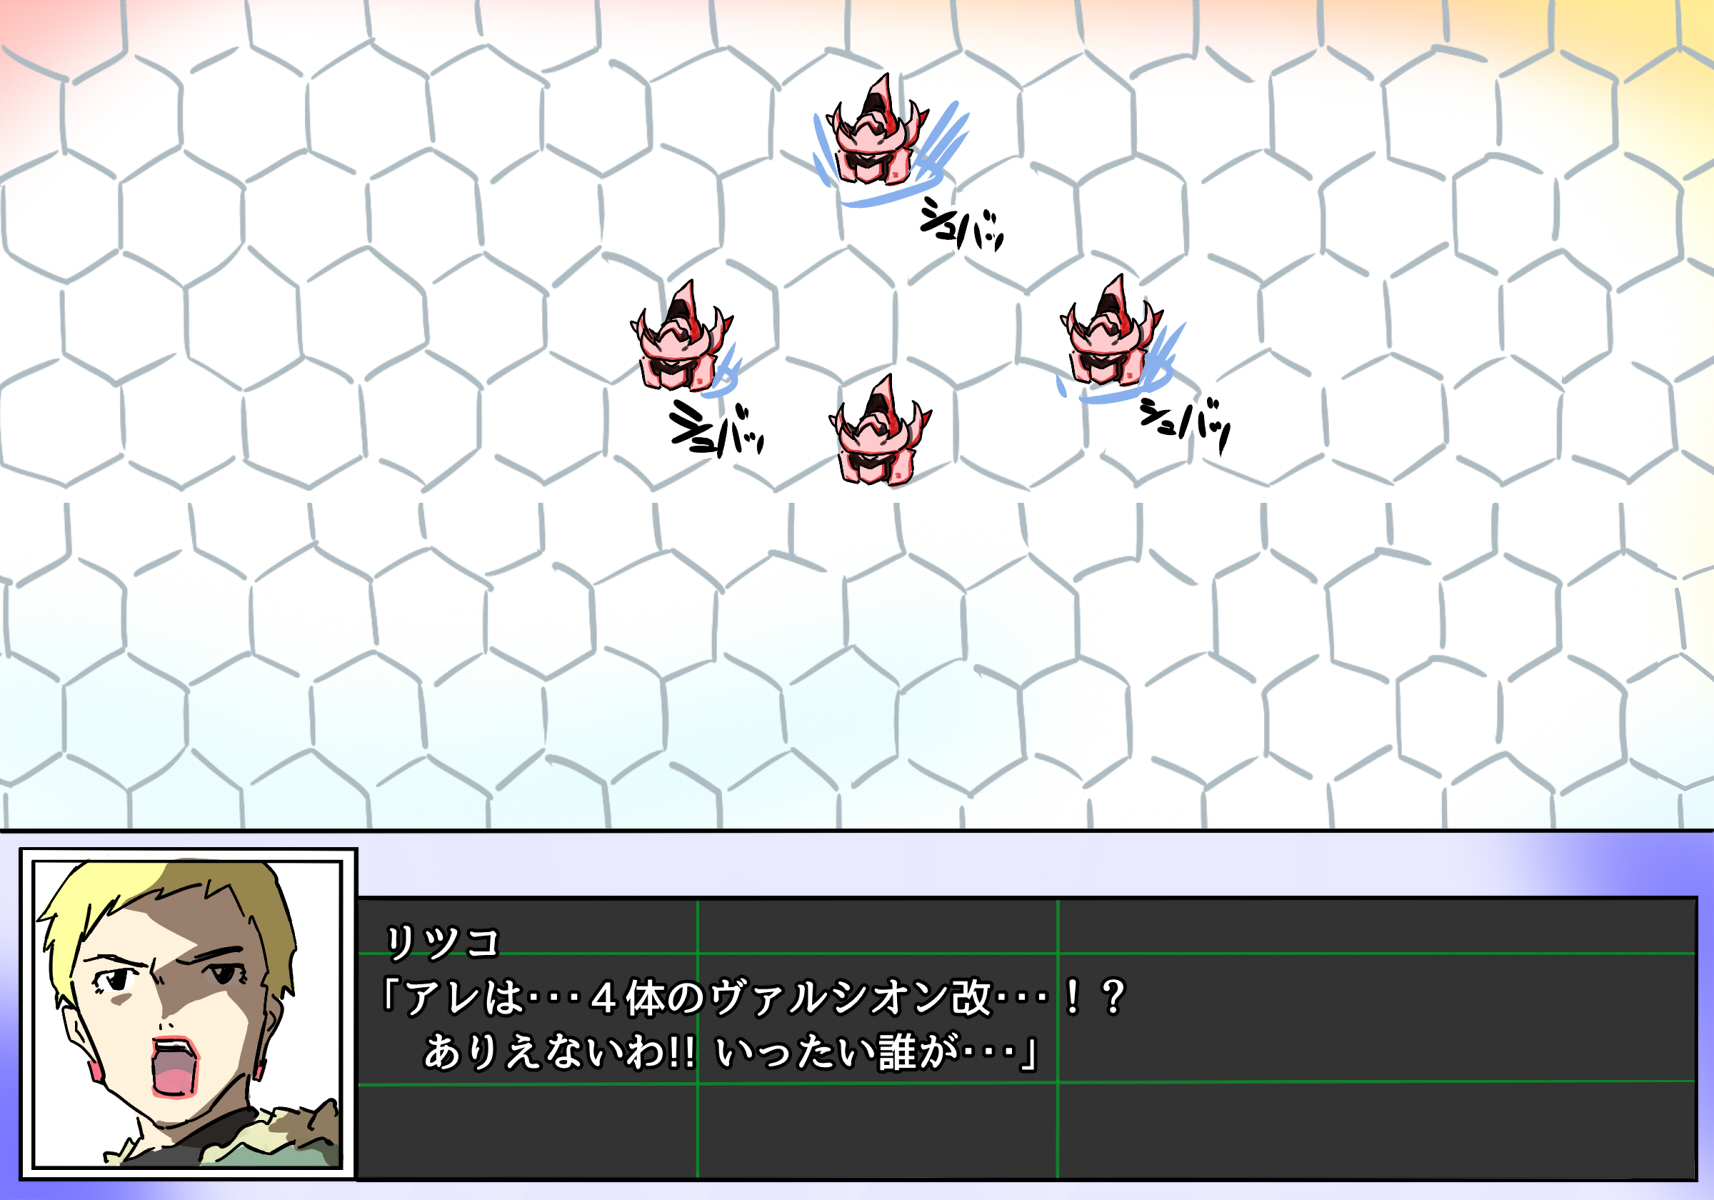 シュバッ
シュバッ
シュバッ
リツコ
「アレは・・・４体のヴァルシオン改・・・！？
ありえないわ!! いったい誰が・・・」